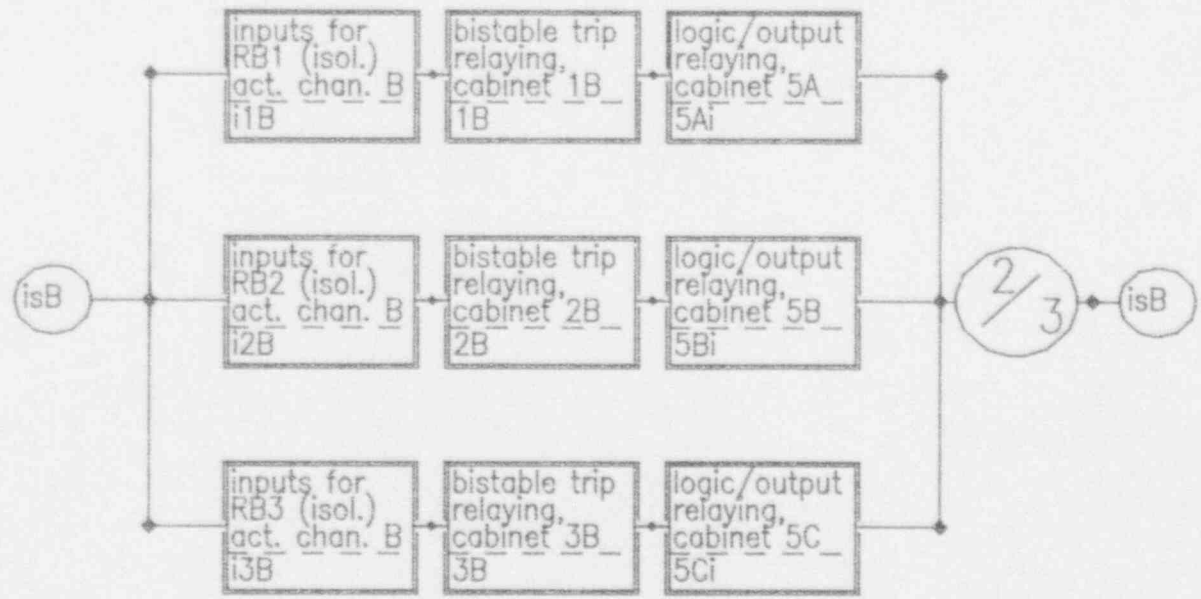 inputs for
RB1 (isol.)
act. chan. B
i1B
bistable trip
relaying,
cabinet 1B
1B
logic/output
relaying,
cabinet 5A
5Ai
isB
inputs for
RB2 (isol.)
act. chan. B
i2B
bistable trip
relaying,
cabinet 2B
2B
logic/output
relaying,
cabinet 5B
5Bi
2/3
isB
inputs for
RB3 (isol.)
act. chan. B
i3B
bistable trip
relaying,
cabinet 3B
3B
logic/output
relaying,
cabinet 5C
5Ci